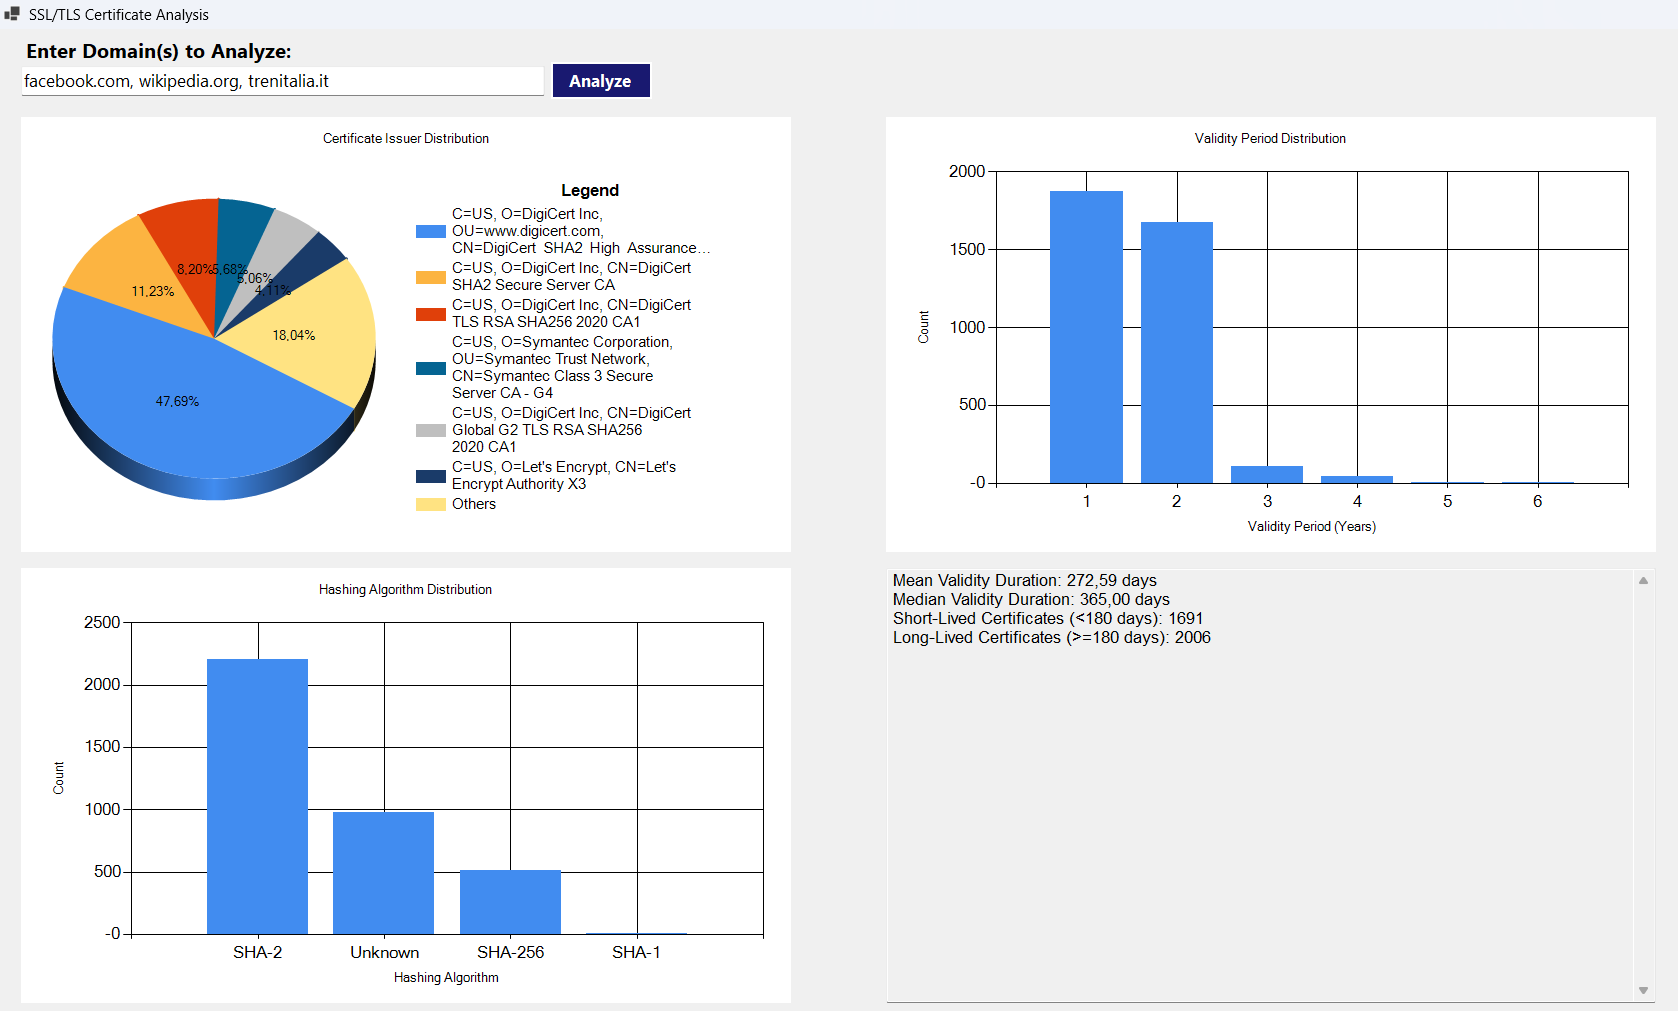 SSL/TLS Certificate Analysis
Enter Domain(s) to Analyze:
facebook.com, wikipedia.org, trenitalia.it
Analyze
Certificate Issuer Distribution
8,20%
5,68%
5,06%
4,11%
11,23%
18,04%
47,69%
Legend
C=US, O=DigiCert Inc,
OU=www.digicert.com,
CN=DigiCert SHA2 High Assurance…
C=US, O=DigiCert Inc, CN=DigiCert
SHA2 Secure Server CA
C=US, O=DigiCert Inc, CN=DigiCert
TLS RSA SHA256 2020 CA1
C=US, O=Symantec Corporation,
OU=Symantec Trust Network,
CN=Symantec Class 3 Secure
Server CA - G4
C=US, O=DigiCert Inc, CN=DigiCert
Global G2 TLS RSA SHA256
2020 CA1
C=US, O=Let's Encrypt, CN=Let's
Encrypt Authority X3
Others
Validity Period Distribution
2000
1500
1000
500
-0
Count
1 2 3 4 5 6
Validity Period (Years)
Hashing Algorithm Distribution
2500
2000
1500
1000
500
-0
Count
SHA-2 Unknown SHA-256 SHA-1
Hashing Algorithm
Mean Validity Duration: 272,59 days
Median Validity Duration: 365,00 days
Short-Lived Certificates (<180 days): 1691
Long-Lived Certificates (>=180 days): 2006